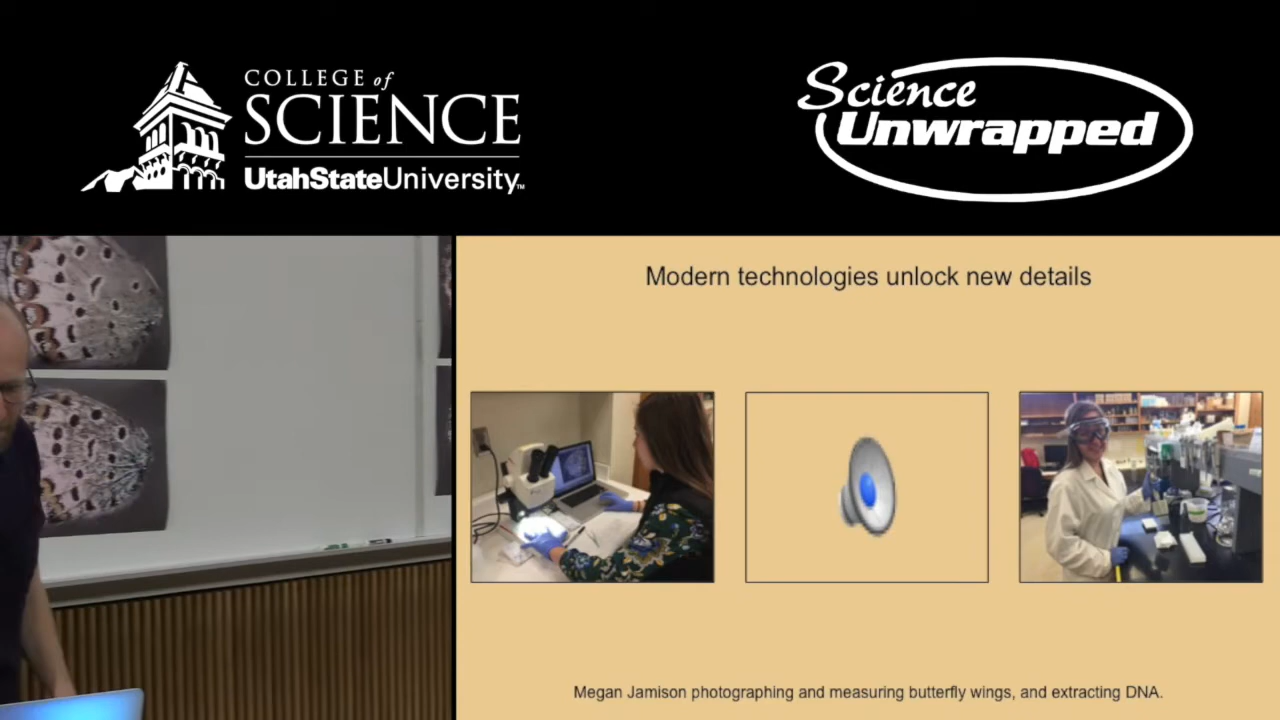 COLLEGE of
SCIENCE
UtahStateUniversity™
Science
Unwrapped
Modern technologies unlock new details
Megan Jamison photographing and measuring butterfly wings, and extracting DNA.